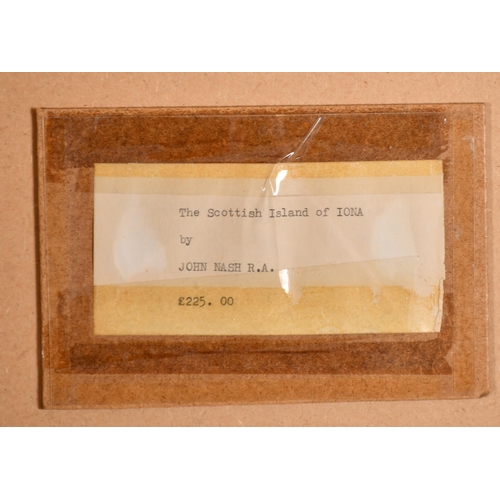 The Scottish Island of IONA
by
JOHN NASH R.A.
£225. 00